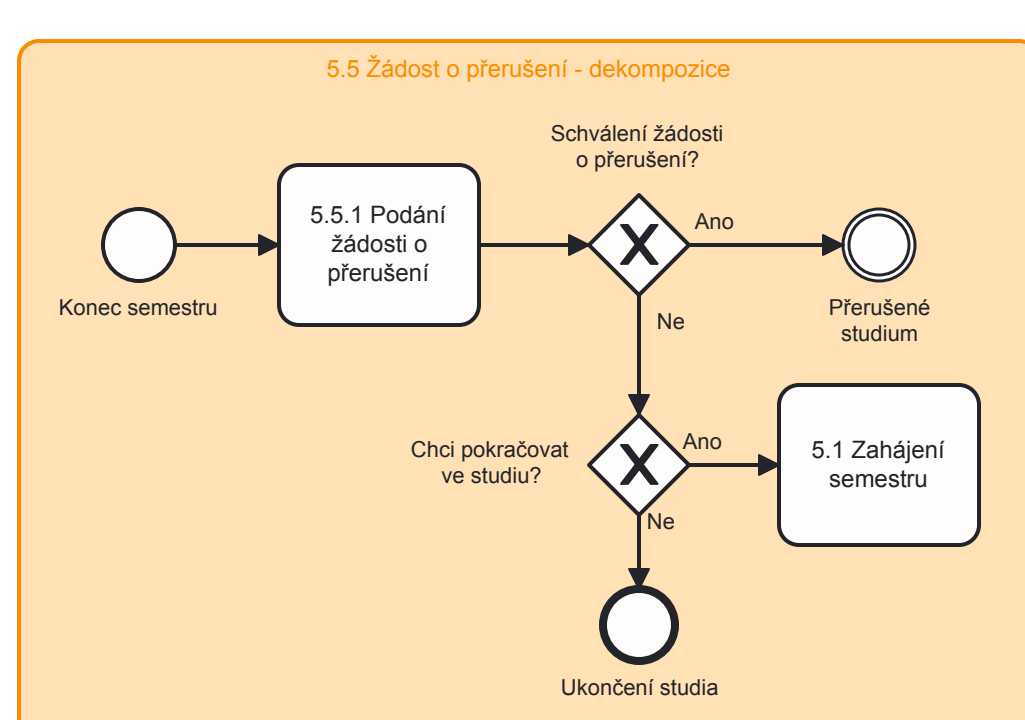 5.5 Žádost o přerušení - dekompozice
Schválení žádosti
o přerušení?
5.5.1 Podání
žádosti o
přerušení
X
Ano
Konec semestru
Přerušené
studium
Ne
Chci pokračovat
ve studiu?
X
Ano
5.1 Zahájení
semestru
Ne
Ukončení studia